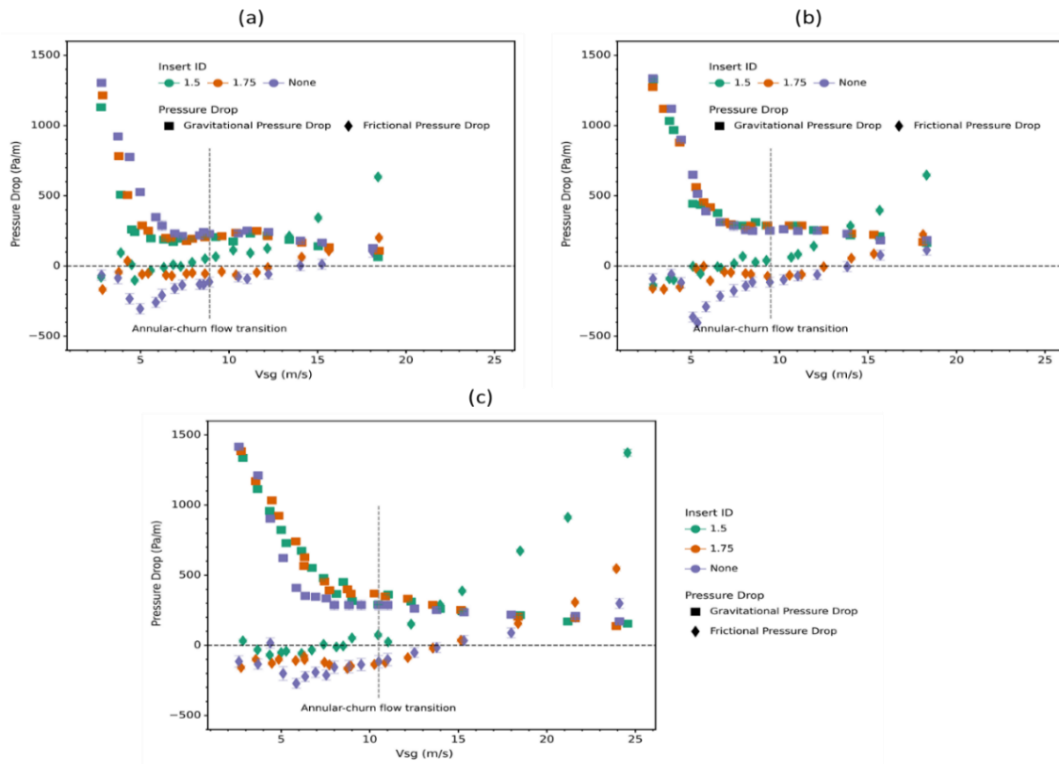 (a)
1500
1000
500
0
−500
Pressure Drop (Pa/m)
Insert ID
1.5 1.75 None
Pressure Drop
Gravitational Pressure Drop Frictional Pressure Drop
Annular-churn flow transition
5 10 15 20 25
Vsg (m/s)
(b)
1500
1000
500
0
−500
Pressure Drop (Pa/m)
Insert ID
1.5 1.75 None
Pressure Drop
Gravitational Pressure Drop Frictional Pressure Drop
Annular-churn flow transition
5 10 15 20 25
Vsg (m/s)
(c)
1500
1000
500
0
−500
Pressure Drop (Pa/m)
Annular-churn flow transition
5 10 15 20 25
Vsg (m/s)
Insert ID
1.5
1.75
None
Pressure Drop
Gravitational Pressure Drop
Frictional Pressure Drop